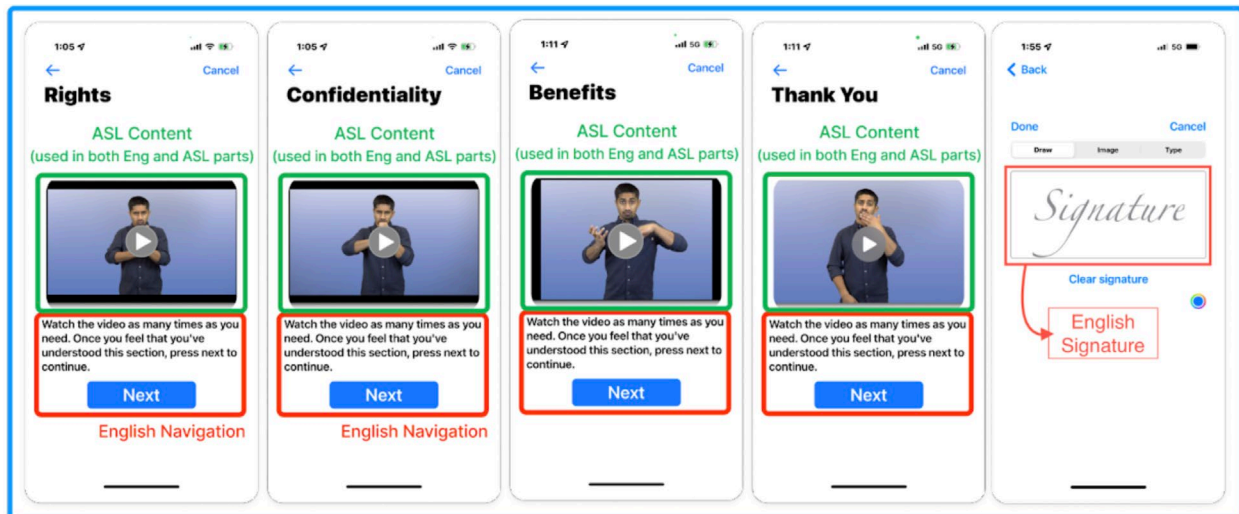 1:05
Cancel
Rights
ASL Content
(used in both Eng and ASL parts)
Watch the video as many times as you
need. Once you feel that you've
understood this section, press next to
continue.
Next
English Navigation
1:05
Cancel
Confidentiality
ASL Content
(used in both Eng and ASL parts)
Watch the video as many times as you
need. Once you feel that you've
understood this section, press next to
continue.
Next
English Navigation
1:11
5G
Cancel
Benefits
ASL Content
(used in both Eng and ASL parts)
Watch the video as many times as you
need. Once you feel that you've
understood this section, press next to
continue.
Next
1:11
5G
Cancel
Thank You
ASL Content
(used in both Eng and ASL parts)
Watch the video as many times as you
need. Once you feel that you've
understood this section, press next to
continue.
Next
1:55
5G
Back
Done
Cancel
Draw
Image
Type
Signature
Clear signature
English
Signature